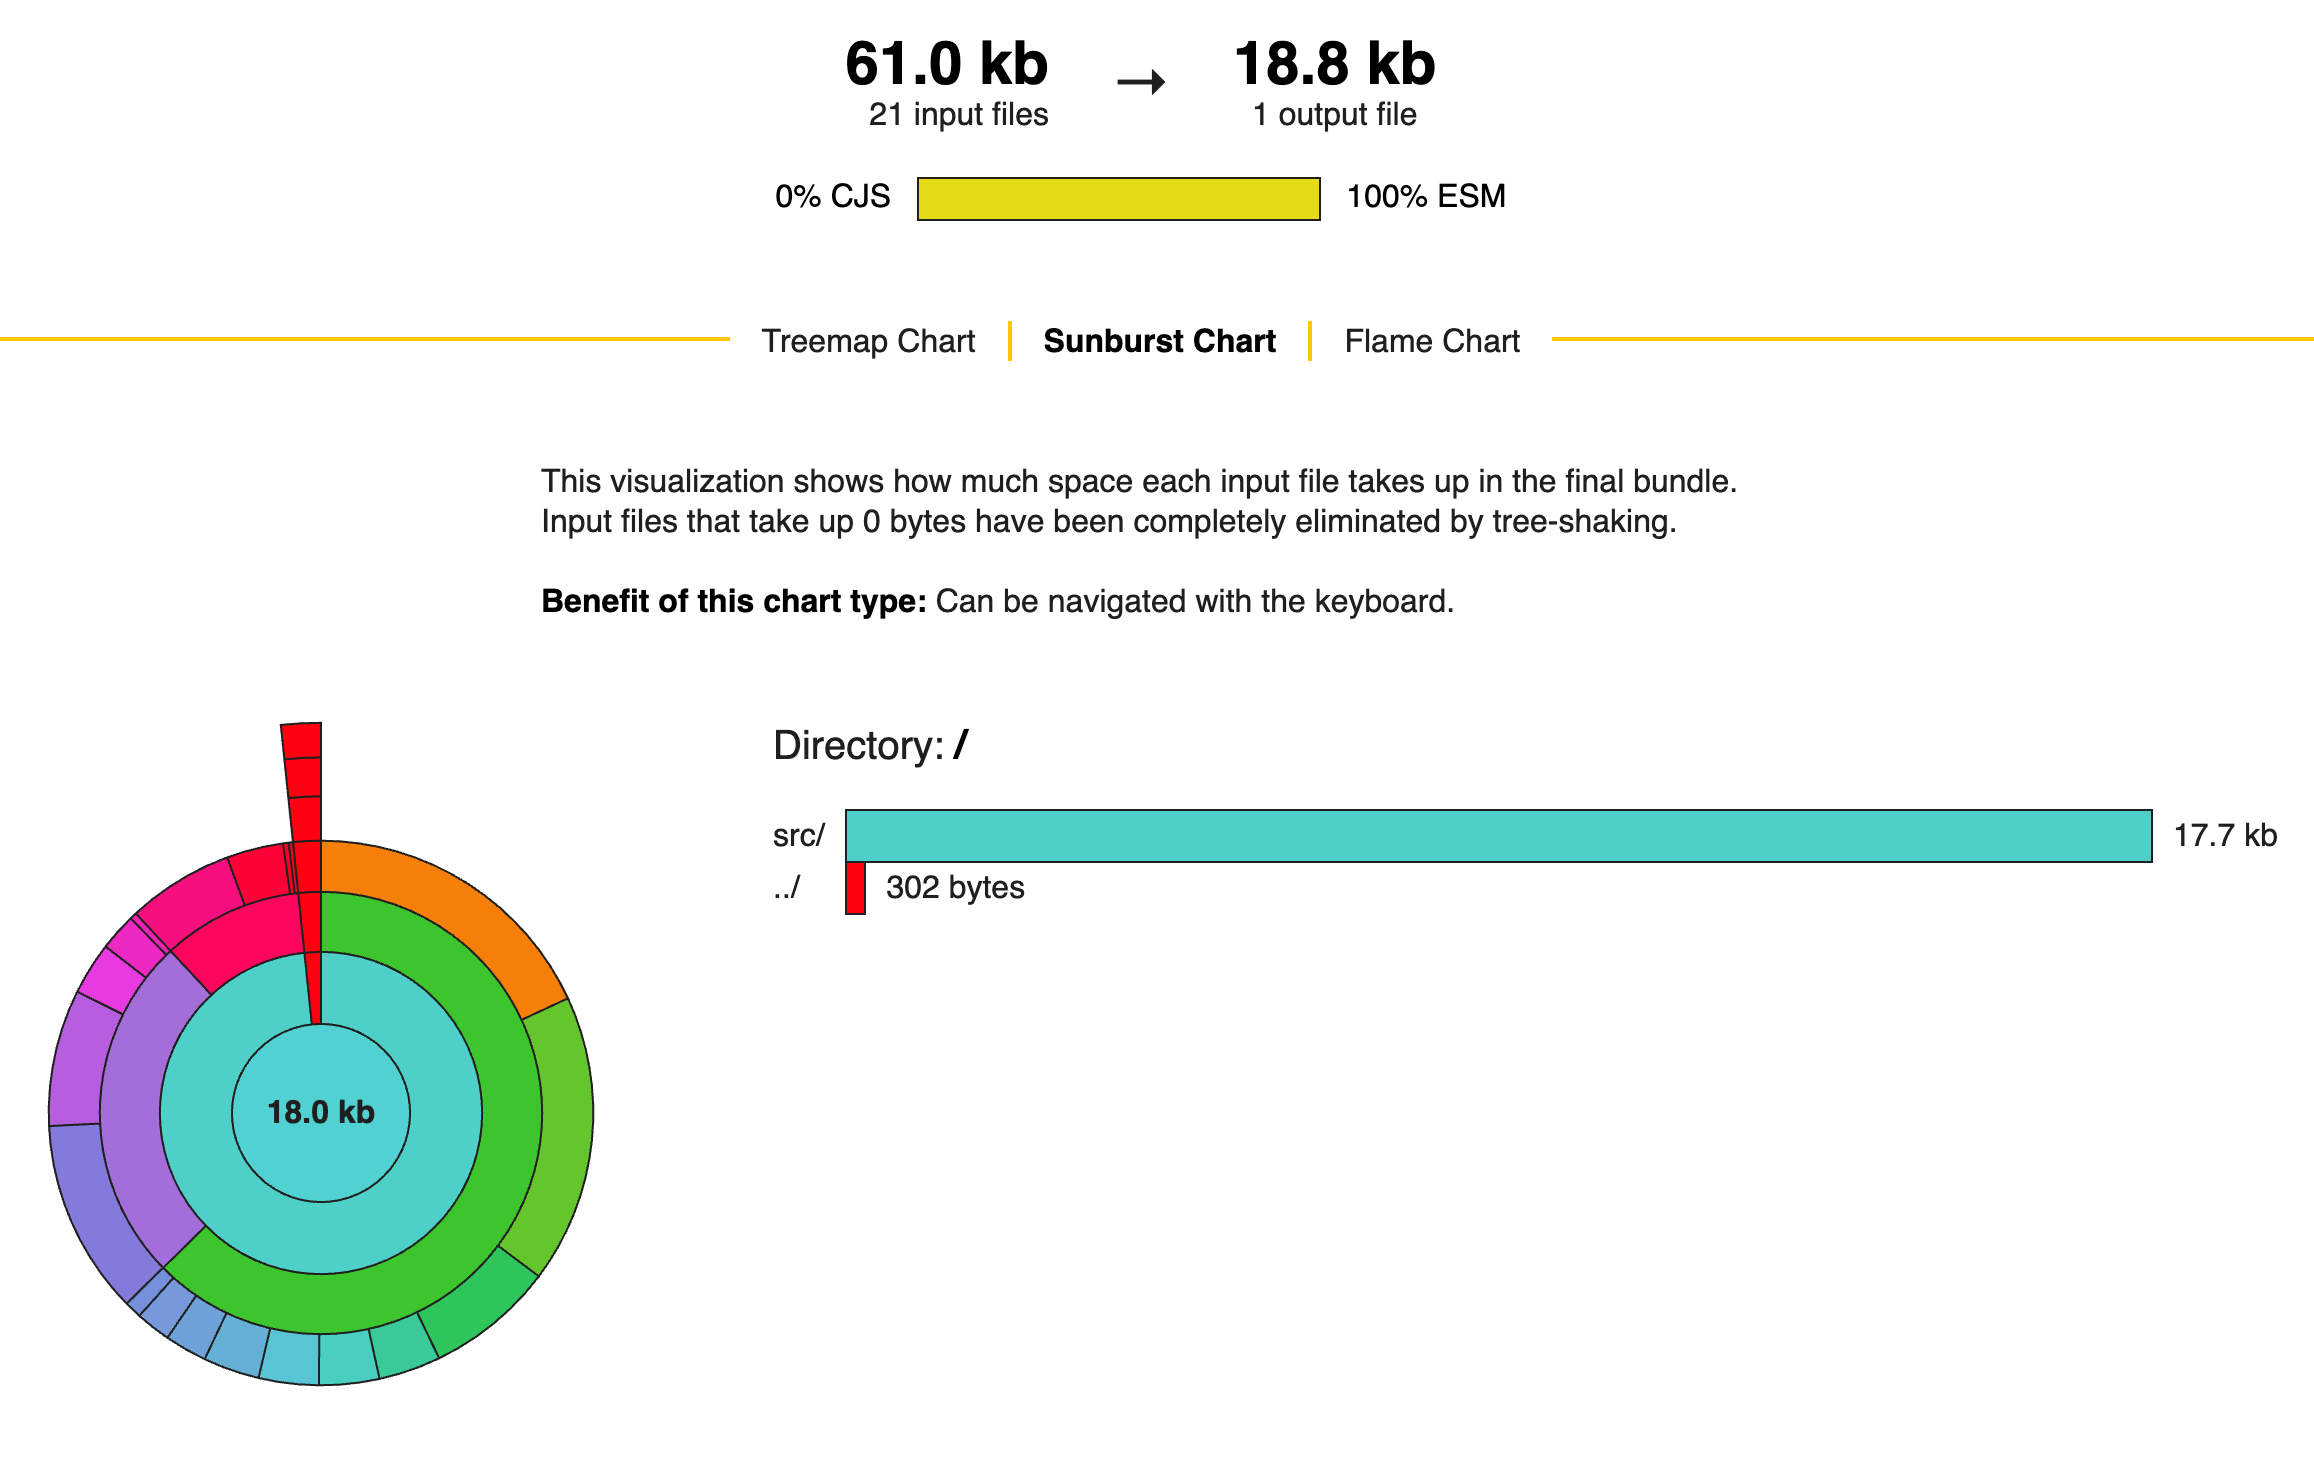 61.0 kb → 18.8 kb
21 input files 1 output file
0% CJS 100% ESM
Treemap Chart Sunburst Chart Flame Chart
This visualization shows how much space each input file takes up in the final bundle.
Input files that take up 0 bytes have been completely eliminated by tree-shaking.
Benefit of this chart type: Can be navigated with the keyboard.
Directory: /
src/ 17.7 kb
../ 302 bytes
18.0 kb